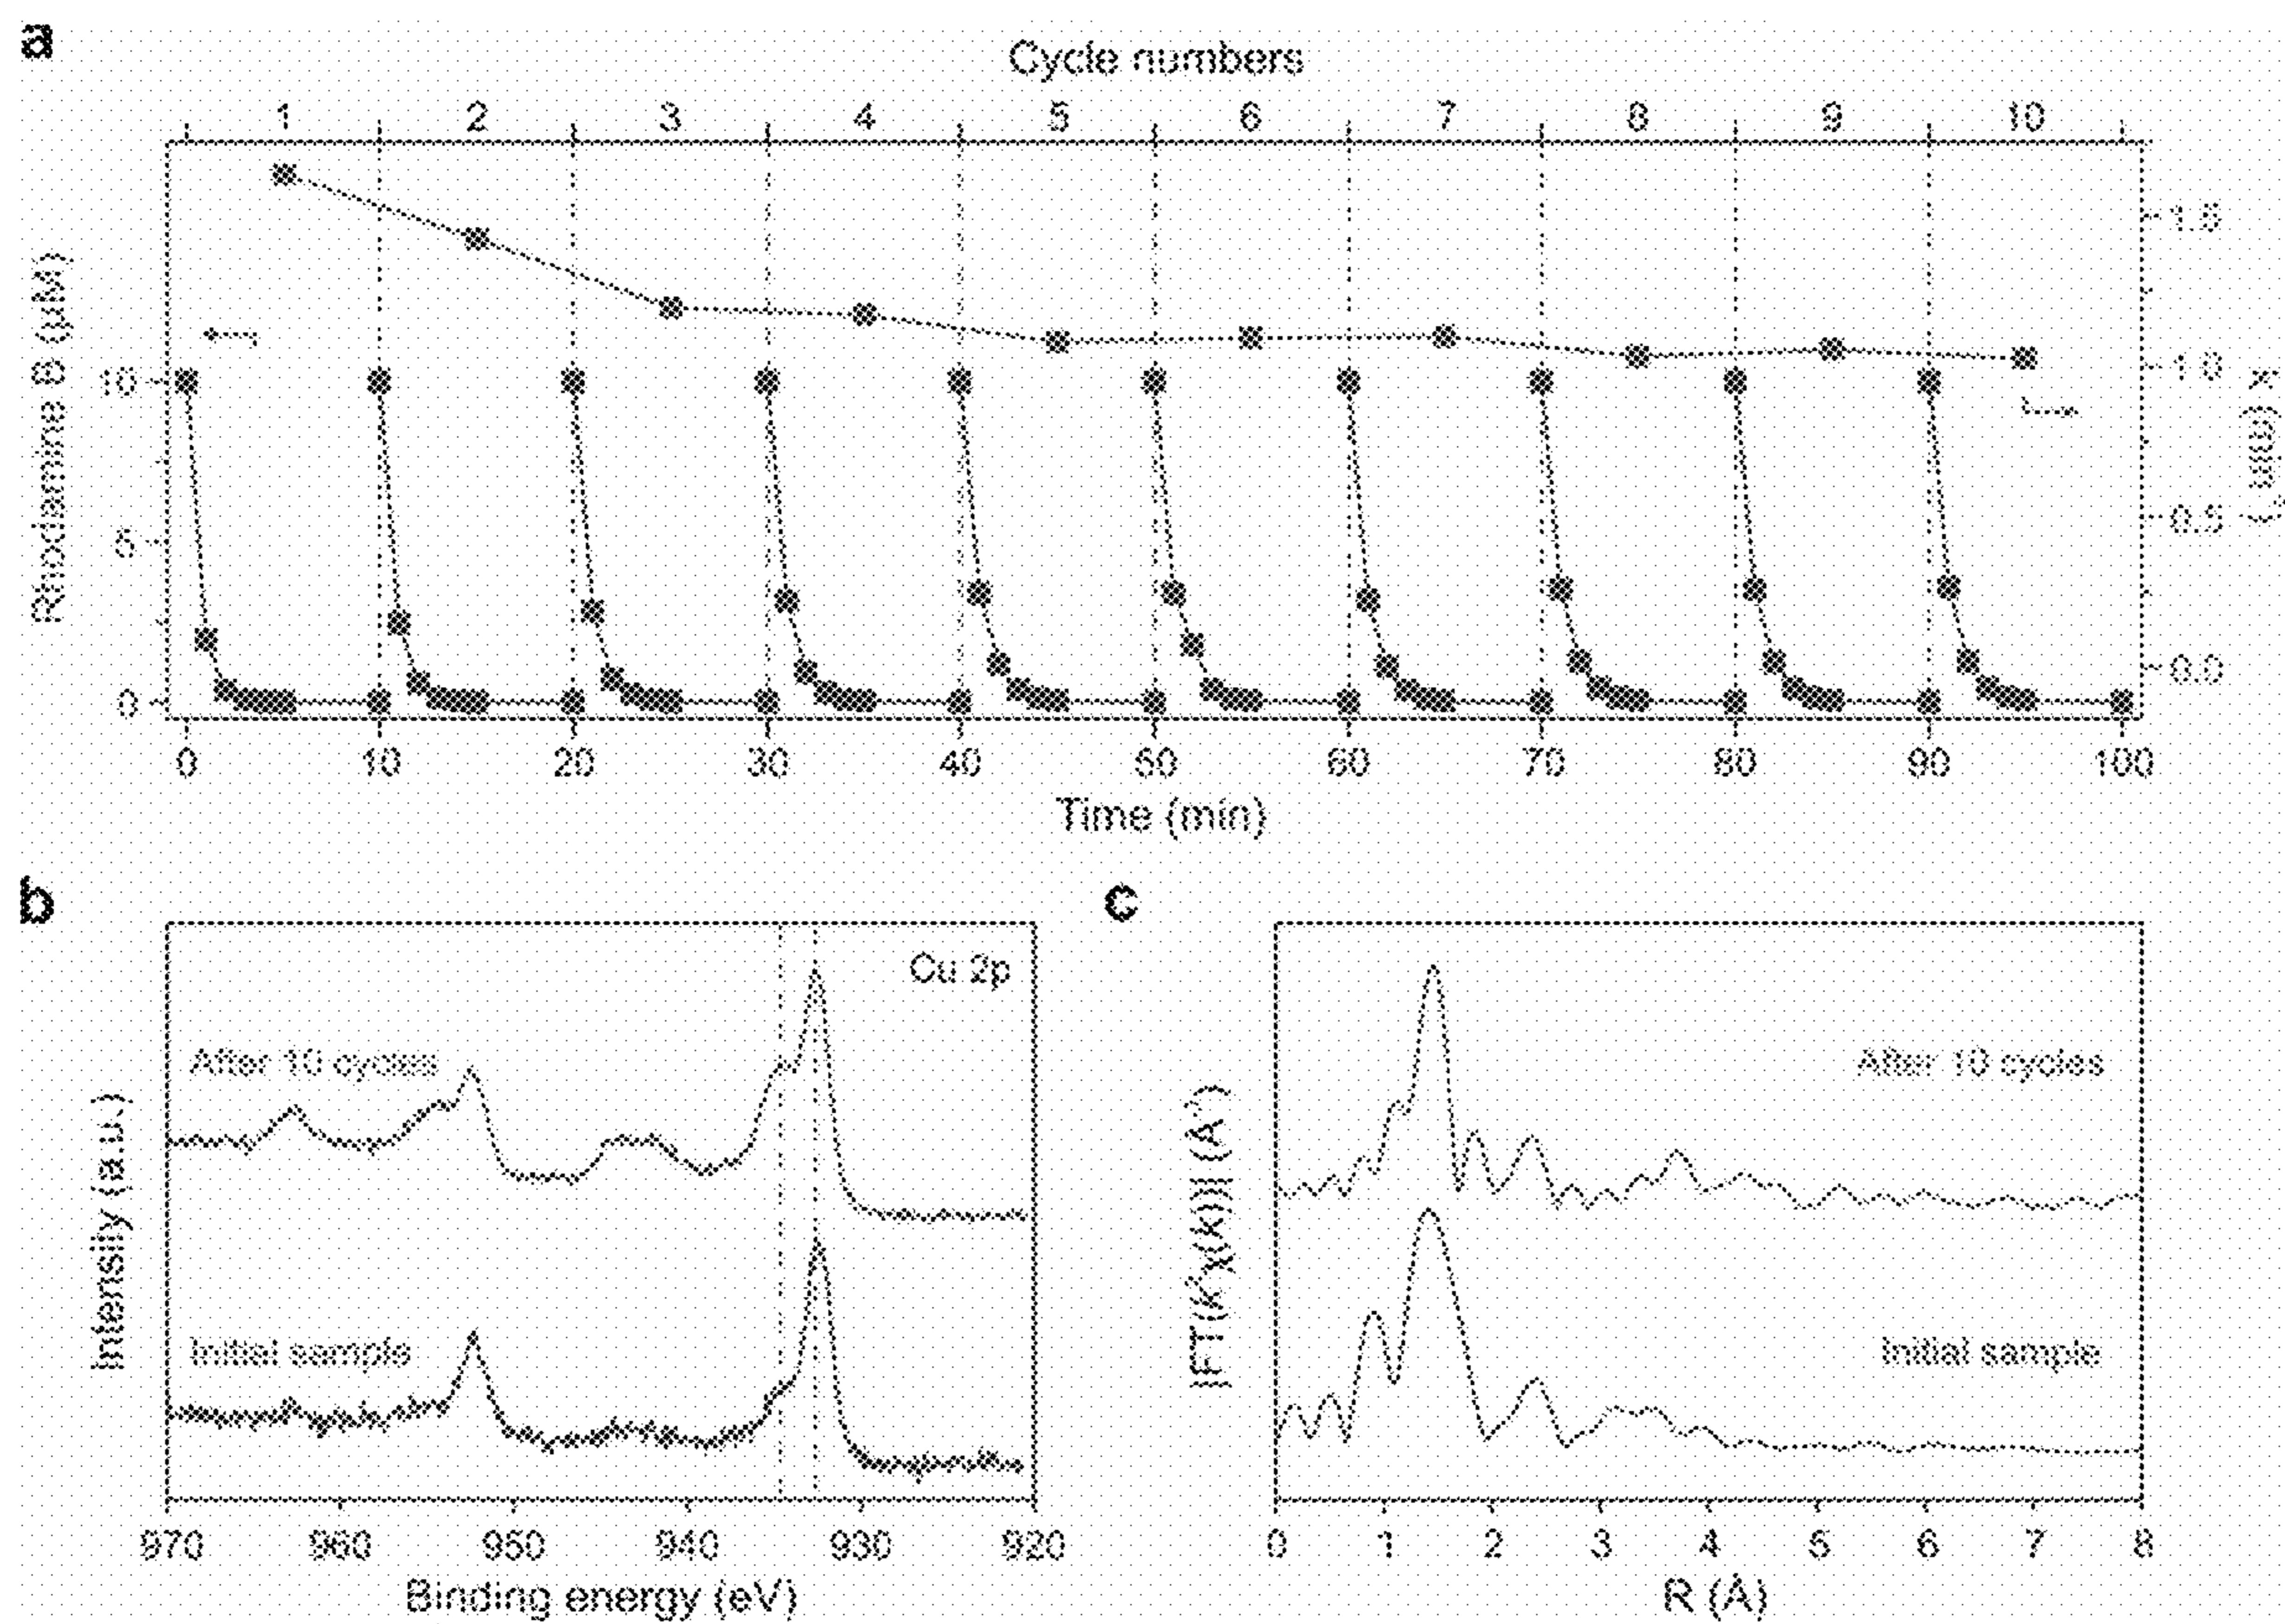 a
Cycle numbers
1 2 3 4 5 6 7 8 9 10
Rhodamine B (µM)
10
5
0
1.5
1.0
0.5
0.0
k (min⁻¹)
0 10 20 30 40 50 60 70 80 90 100
Time (min)
b
Cu 2p
After 10 cycles
Initial sample
Intensity (a.u.)
970 960 950 940 930 920
Binding energy (eV)
c
After 10 cycles
Initial sample
0 1 2 3 4 5 6 7 8
R (Å)